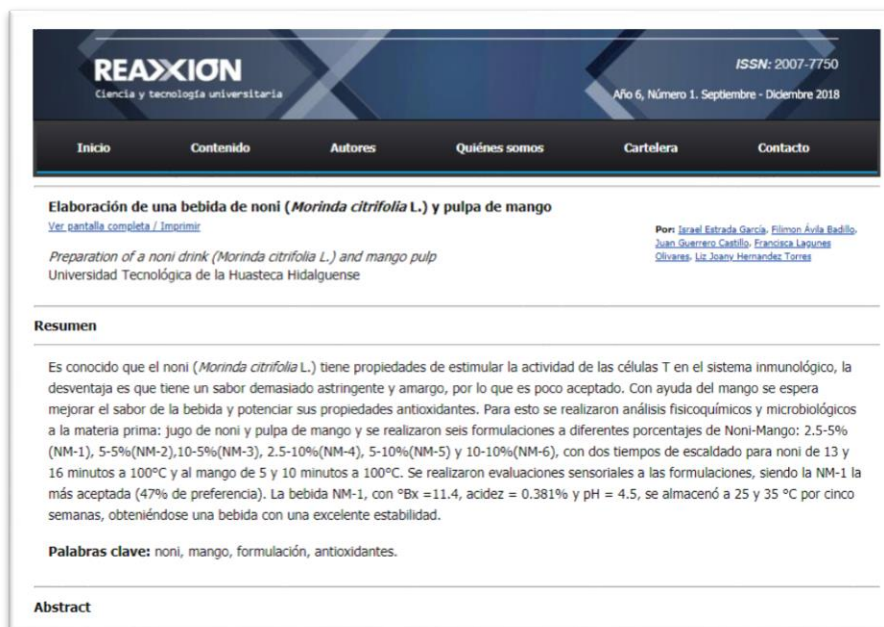 REAXXION
Ciencia y tecnología universitaria
ISSN: 2007-7750
Año 6, Número 1. Septiembre - Diciembre 2018
Inicio Contenido Autores Quiénes somos Cartelera Contacto
Elaboración de una bebida de noni (Morinda citrifolia L.) y pulpa de mango
Ver pantalla completa / Imprimir
Preparation of a noni drink (Morinda citrifolia L.) and mango pulp
Universidad Tecnológica de la Huasteca Hidalguense
Por: Israel Estrada García, Filimon Ávila Badillo,
Juan Guerrero Castillo, Francisca Lagunes
Olivares, Liz Joany Hernandez Torres
Resumen
Es conocido que el noni (Morinda citrifolia L.) tiene propiedades de estimular la actividad de las células T en el sistema inmunológico, la
desventaja es que tiene un sabor demasiado astringente y amargo, por lo que es poco aceptado. Con ayuda del mango se espera
mejorar el sabor de la bebida y potenciar sus propiedades antioxidantes. Para esto se realizaron análisis fisicoquímicos y microbiológicos
a la materia prima: jugo de noni y pulpa de mango y se realizaron seis formulaciones a diferentes porcentajes de Noni-Mango: 2.5-5%
(NM-1), 5-5%(NM-2),10-5%(NM-3), 2.5-10%(NM-4), 5-10%(NM-5) y 10-10%(NM-6), con dos tiempos de escaldado para noni de 13 y
16 minutos a 100°C y al mango de 5 y 10 minutos a 100°C. Se realizaron evaluaciones sensoriales a las formulaciones, siendo la NM-1 la
más aceptada (47% de preferencia). La bebida NM-1, con °Bx =11.4, acidez = 0.381% y pH = 4.5, se almacenó a 25 y 35 °C por cinco
semanas, obteniéndose una bebida con una excelente estabilidad.
Palabras clave: noni, mango, formulación, antioxidantes.
Abstract